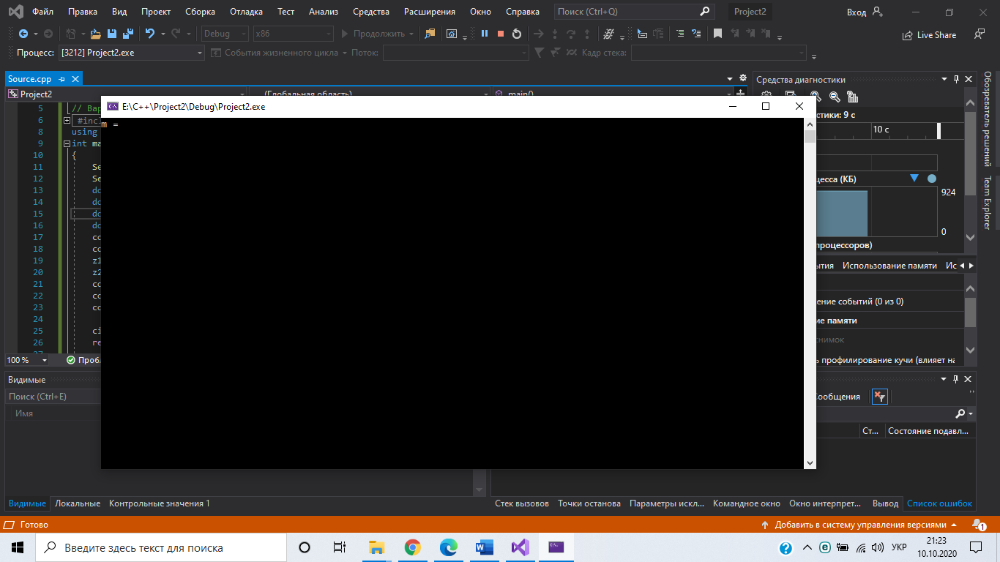 Файл Правка Вид Проект Сборка Отладка Тест Анализ Средства Расширения Окно Справка Поиск (Ctrl+Q) Project2 Вход
Debug x86 Продолжить Live Share
Процесс: [3212] Project2.exe События жизненного цикла Поток: Кадр стека:
Source.cpp
Средства диагностики
Project2 (Глобальная область) main()
E:\C++\Project2\Debug\Project2.exe
m =
5 // Вар
6 #inc
8 using
9 int ma
10 {
11 Se
12 Se
13 do
14 do
15 do
16 do
17 co
18 co
19 z1
20 z2
21 co
22 co
23 co
24
25 ci
26 re
27
100 %
стики: 9 с
10 с
цесса (КБ)
924
0
процессоров)
ытия Использование памяти Ис
ение событий (0 из 0)
ие памяти
снимок
ь профилирование кучи (влияет на
Видимые
Поиск (Ctrl+E)
Имя
Сообщения
Ст... Состояние подавл...
Видимые Локальные Контрольные значения 1
Стек вызовов Точки останова Параметры искл... Командное окно Окно интерпрет... Вывод Список ошибок
Обозреватель решений
Team Explorer
Готово
Добавить в систему управления версиями
1
Введите здесь текст для поиска
УКР
21:23
10.10.2020